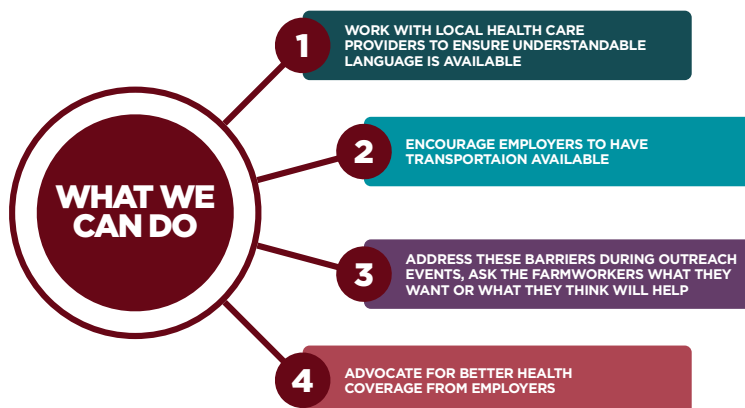 WHAT WE
CAN DO
1
WORK WITH LOCAL HEALTH CARE
PROVIDERS TO ENSURE UNDERSTANDABLE
LANGUAGE IS AVAILABLE
2
ENCOURAGE EMPLOYERS TO HAVE
TRANSPORTAION AVAILABLE
3
ADDRESS THESE BARRIERS DURING OUTREACH
EVENTS, ASK THE FARMWORKERS WHAT THEY
WANT OR WHAT THEY THINK WILL HELP
4
ADVOCATE FOR BETTER HEALTH
COVERAGE FROM EMPLOYERS